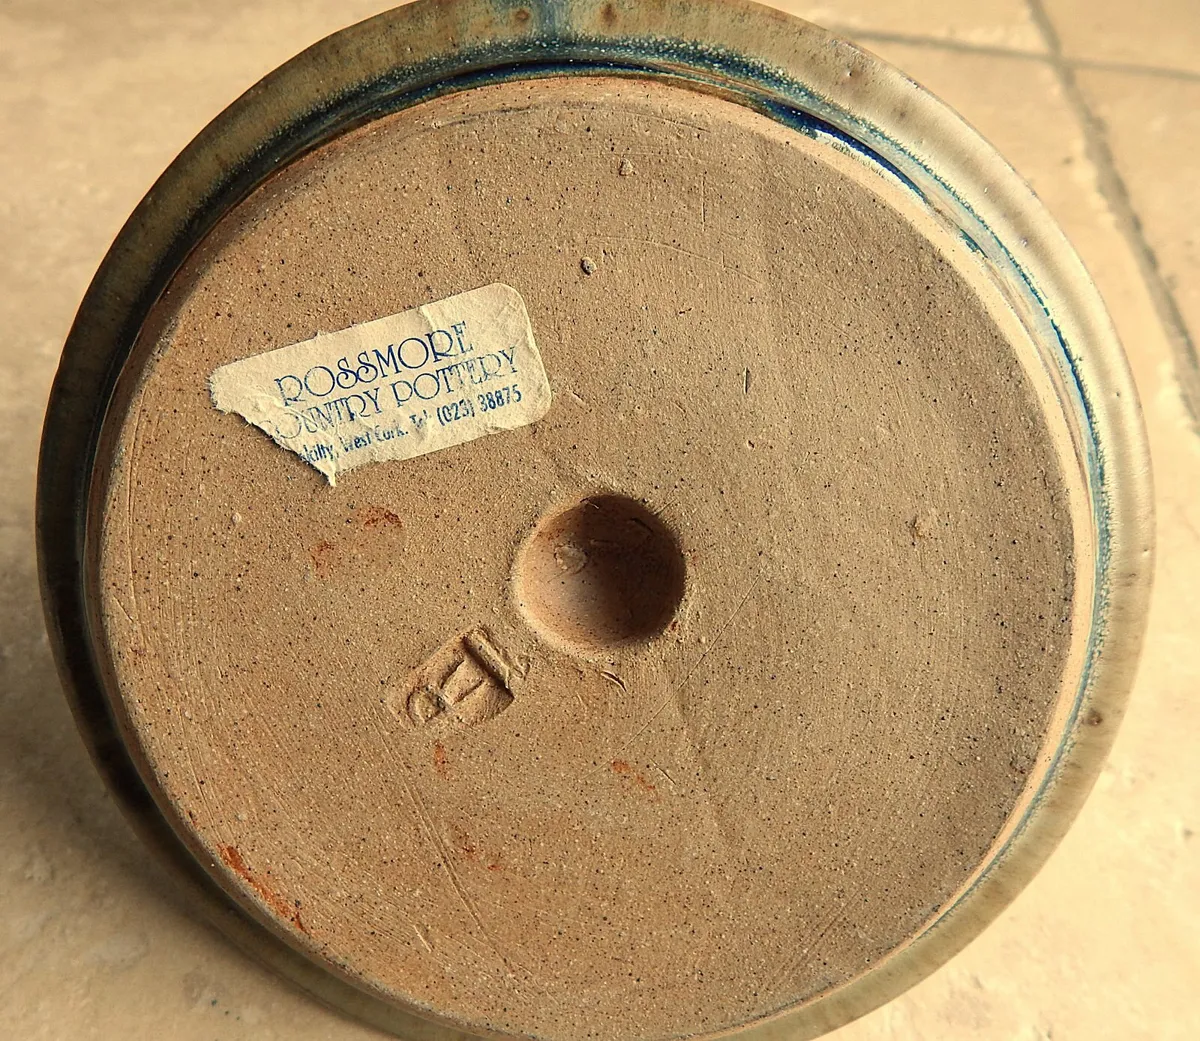 ROSSMORE
OUNTRY POTTERY
West Cork. Tel. (023) 38875